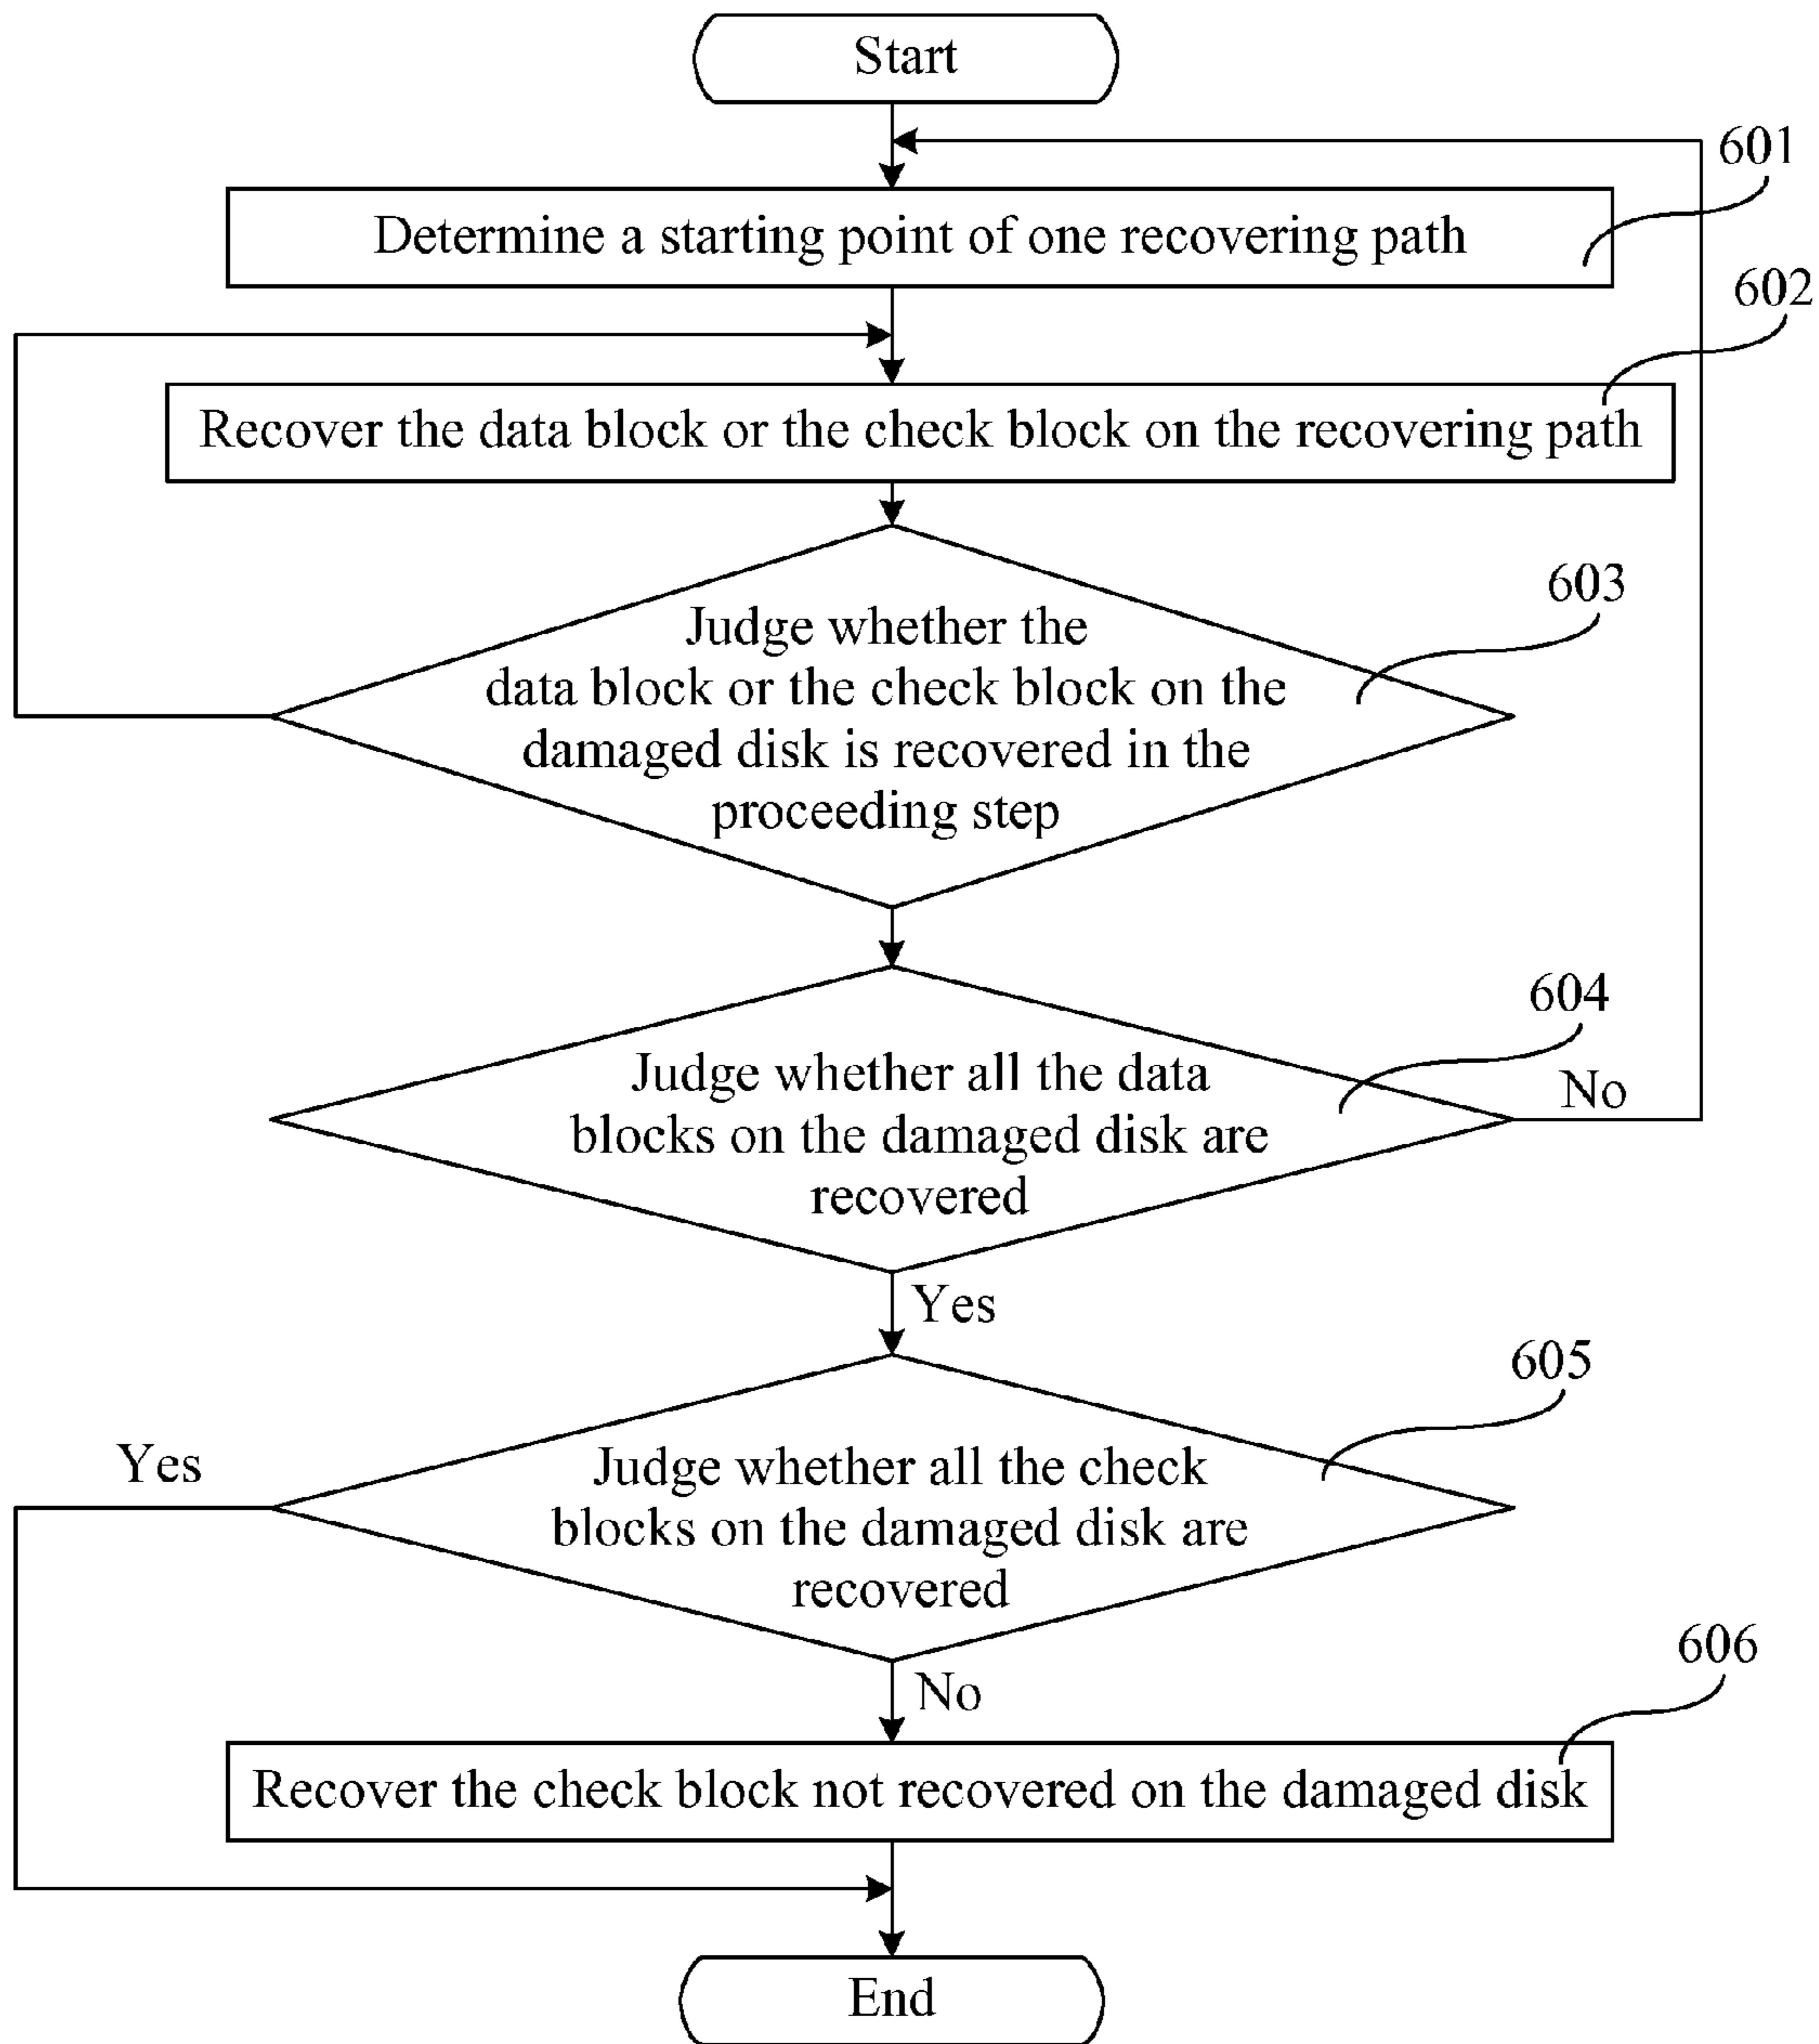 Start
601
Determine a starting point of one recovering path
602
Recover the data block or the check block on the recovering path
603
Judge whether the
data block or the check block on the
damaged disk is recovered in the
proceeding step
604
Judge whether all the data
blocks on the damaged disk are
recovered
No
Yes
605
Yes
Judge whether all the check
blocks on the damaged disk are
recovered
606
No
Recover the check block not recovered on the damaged disk
End